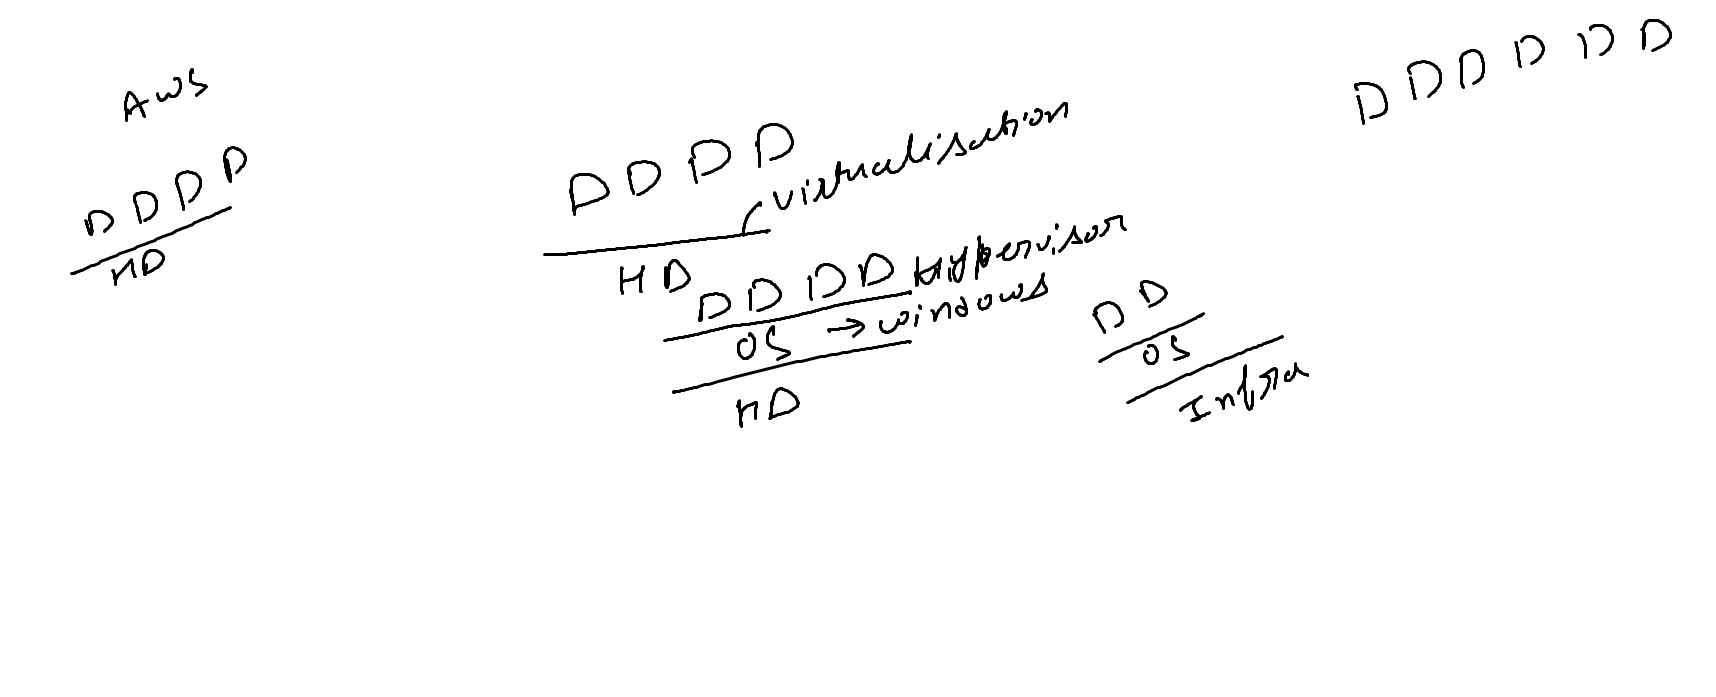 AWS
D D D D
HD
D D D D
virtualisation
HD
D D D D Hypervisor
OS → windows
HD
D D
OS
Infra
D D D D D D